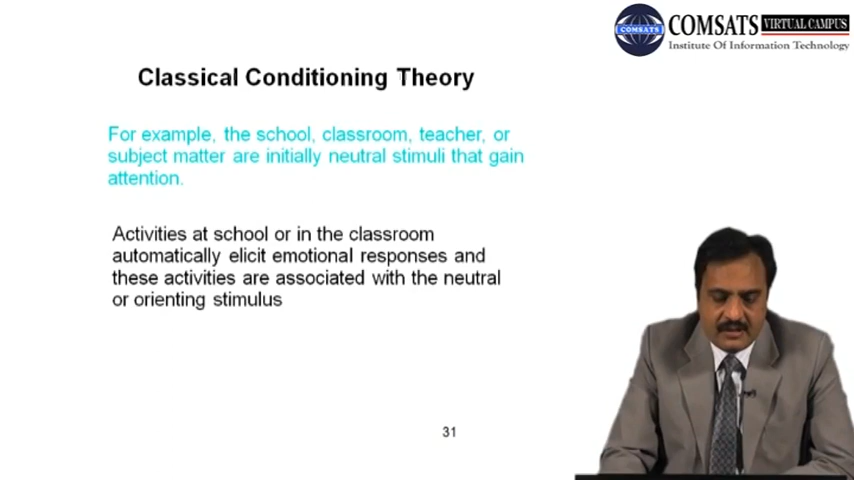 COMSATS VIRTUAL CAMPUS
Institute Of Information Technology
COMSATS
Classical Conditioning Theory
For example, the school, classroom, teacher, or
subject matter are initially neutral stimuli that gain
attention.
Activities at school or in the classroom
automatically elicit emotional responses and
these activities are associated with the neutral
or orienting stimulus
31